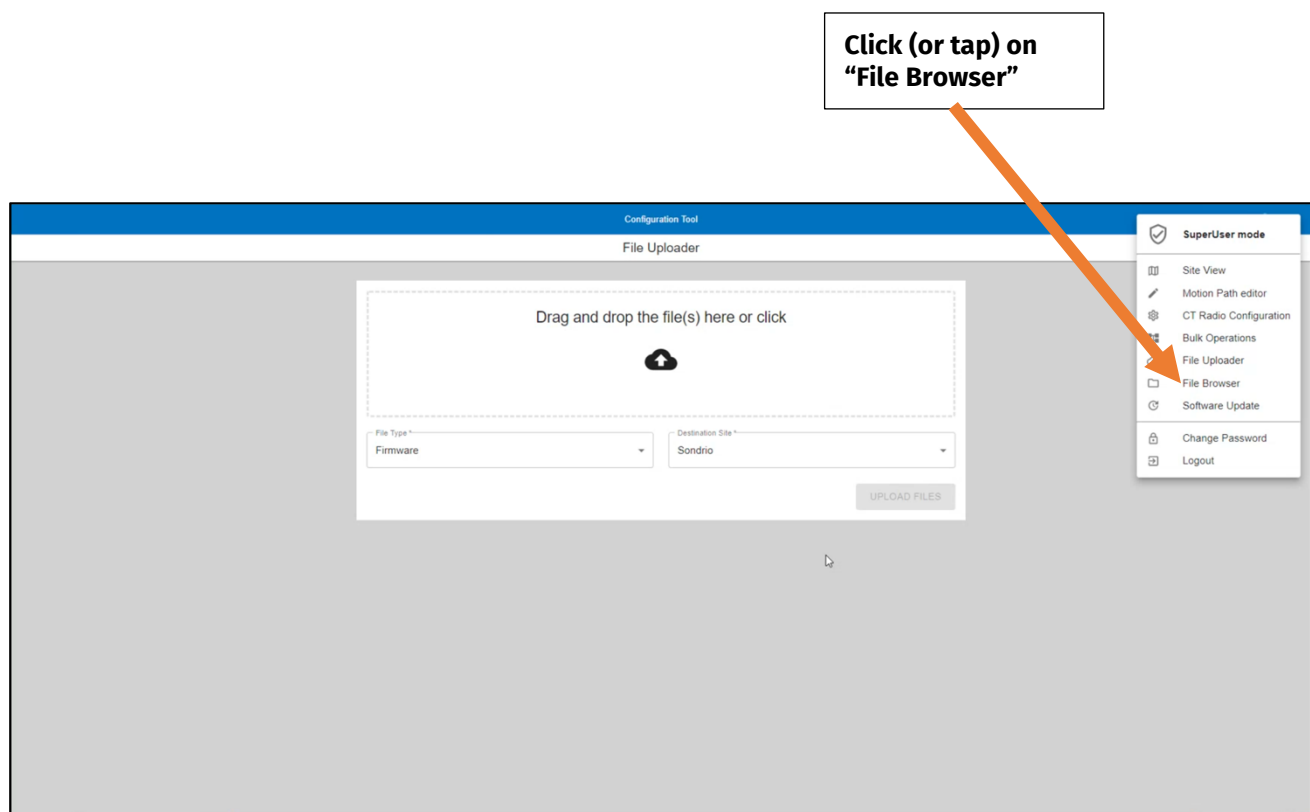 Click (or tap) on
“File Browser”
Configuration Tool
File Uploader
SuperUser mode
Site View
Motion Path editor
CT Radio Configuration
Bulk Operations
File Uploader
File Browser
Software Update
Change Password
Logout
Drag and drop the file(s) here or click
File Type *
Firmware
Destination Site *
Sondrio
UPLOAD FILES